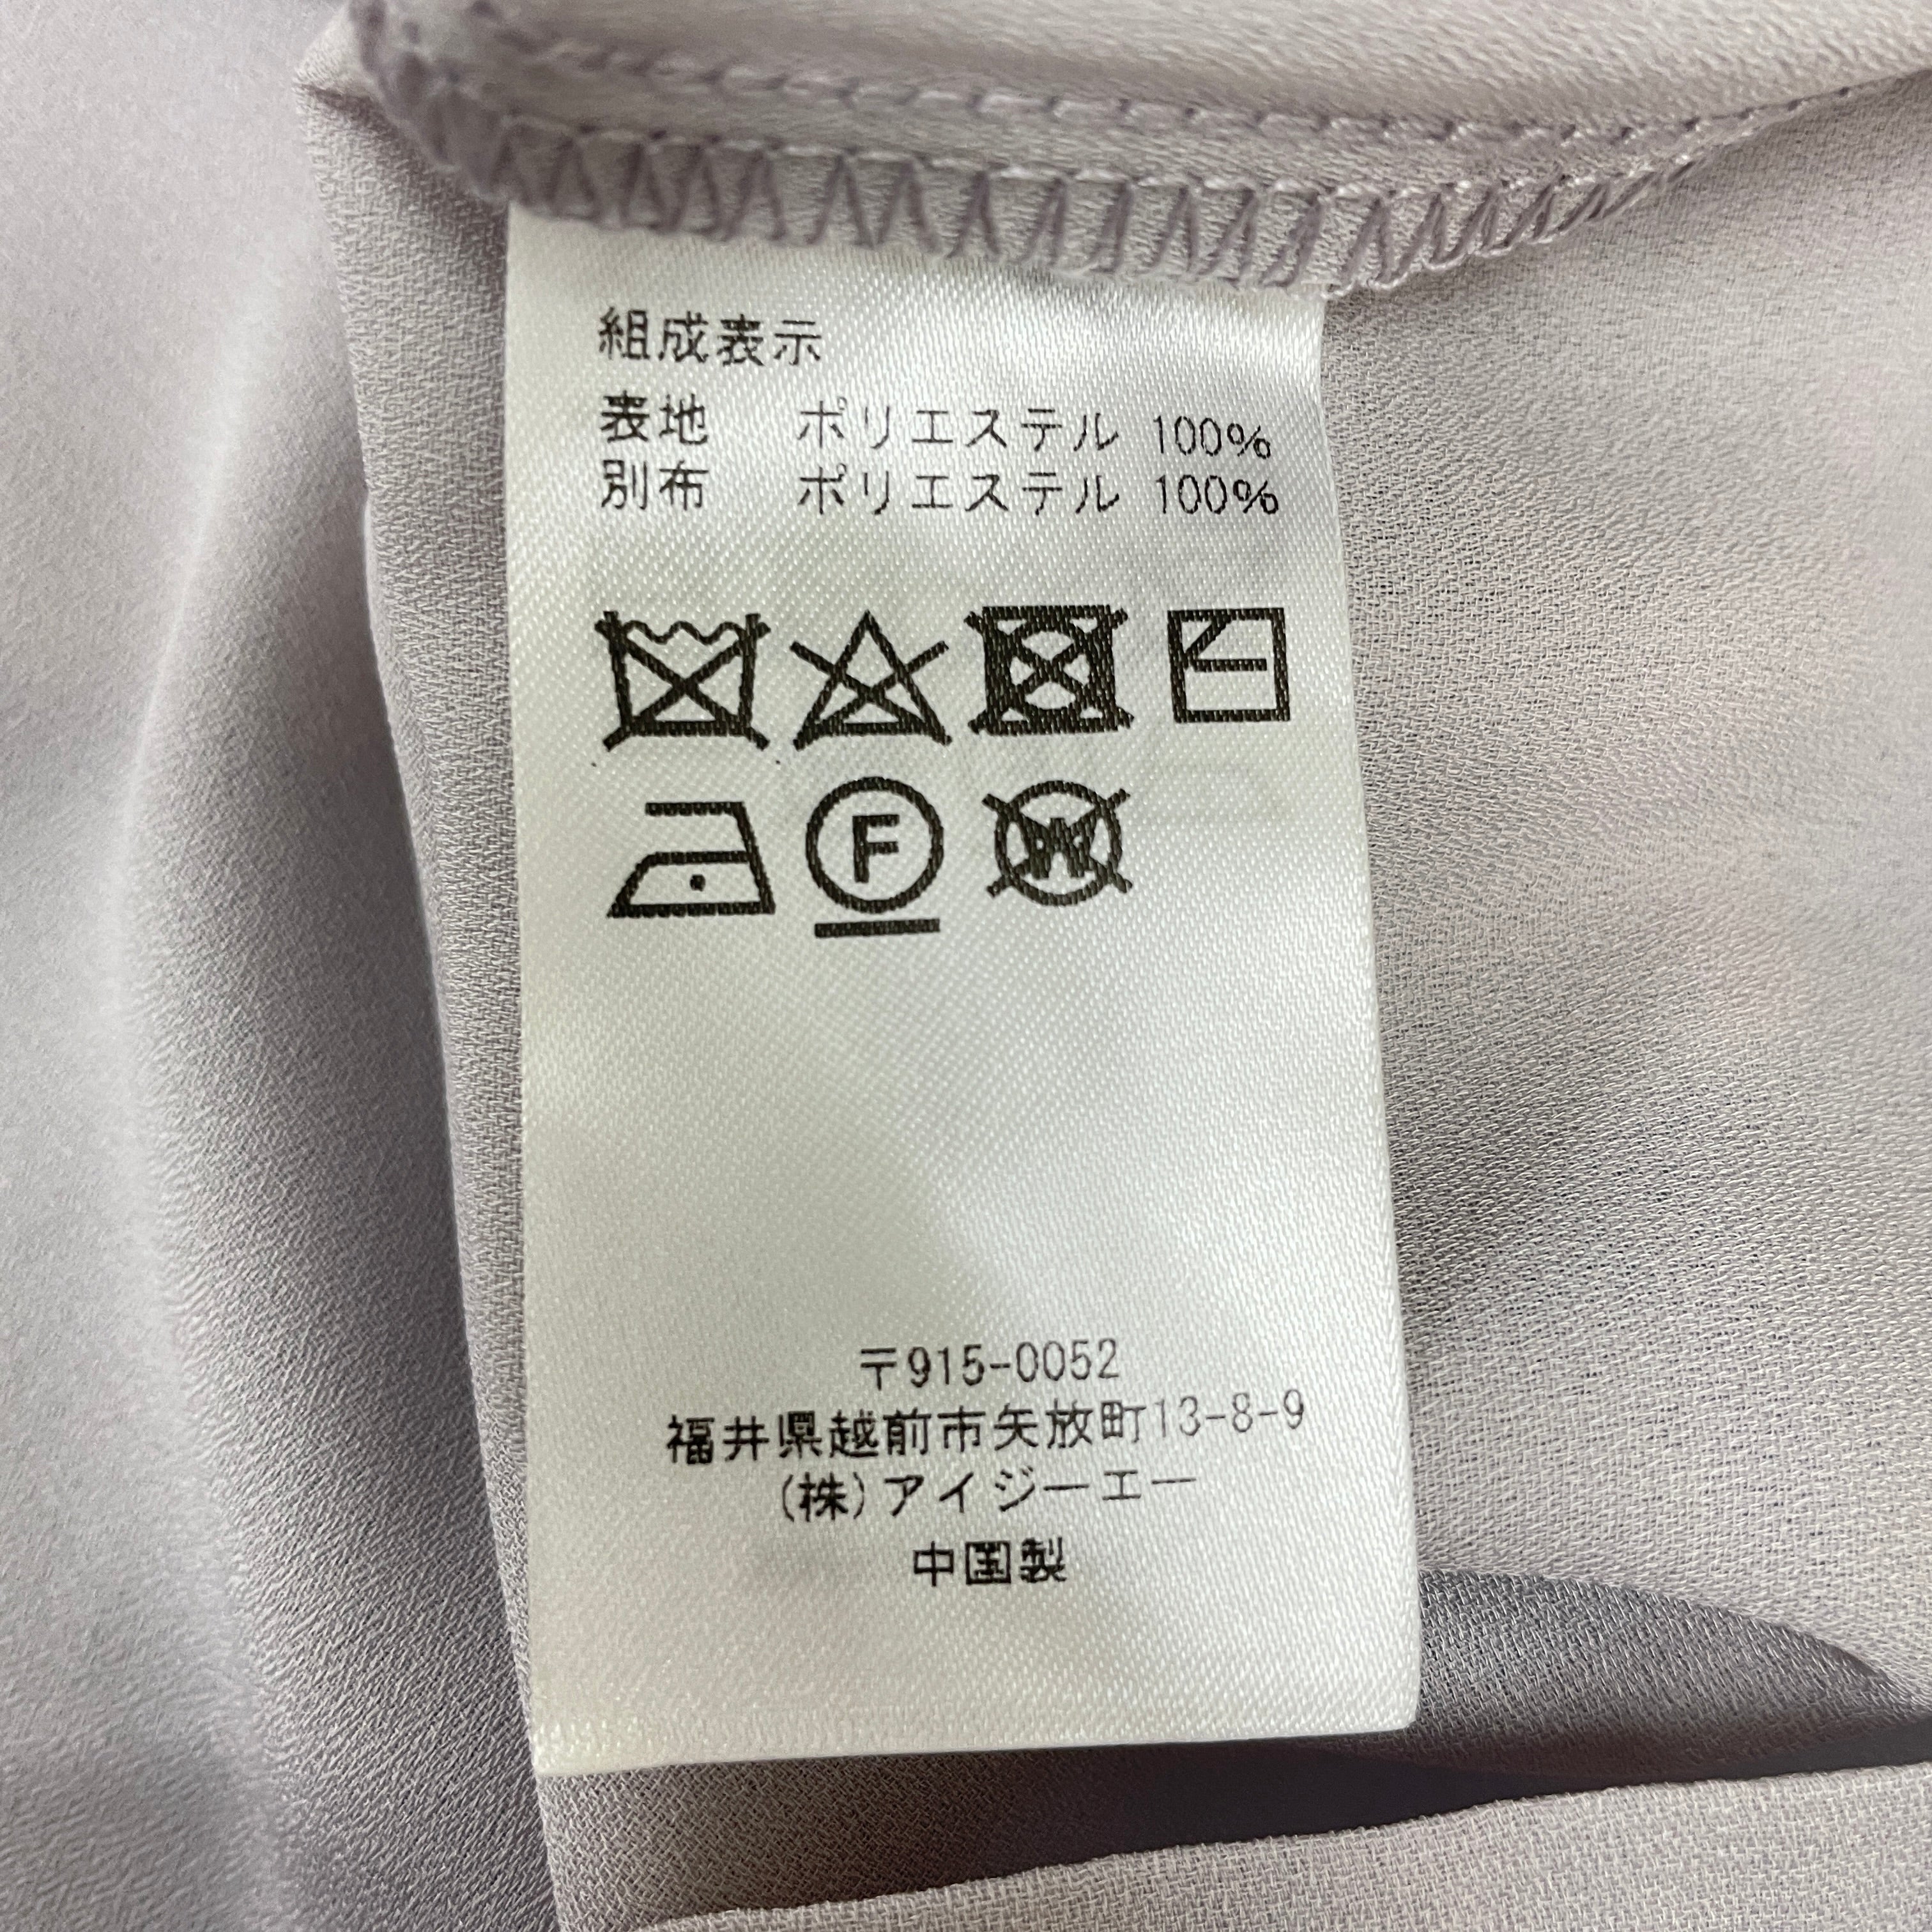 組成表示
表地 ポリエステル 100%
別布 ポリエステル 100%
F
W
〒915-0052
福井県越前市矢放町13-8-9
(株)アイジーエー
中国製